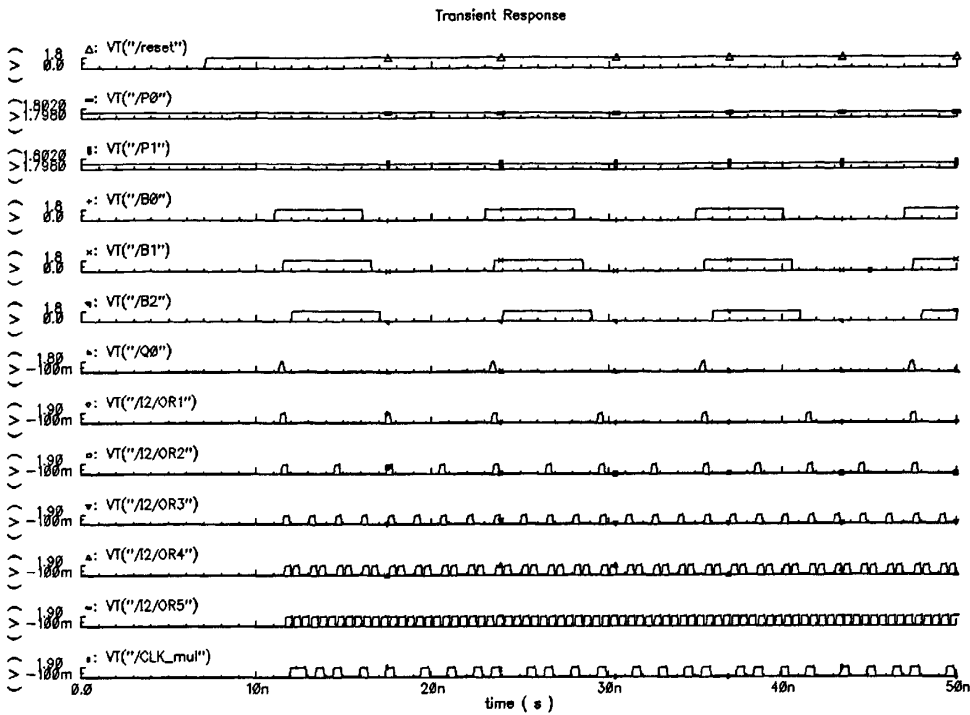 Transient Response
△: VT("/reset")
1.8
0.0
VT("/P0")
1.8020
1.7980
VT("/P1")
1.8020
1.7980
+: VT("/B0")
1.8
0.0
×: VT("/B1")
1.8
0.0
VT("/B2")
1.8
0.0
VT("/Q0")
1.80
-100m
VT("/I2/OR1")
1.90
-100m
VT("/I2/OR2")
1.90
-100m
VT("/I2/OR3")
1.90
-100m
VT("/I2/OR4")
1.90
-100m
VT("/I2/OR5")
1.90
-100m
VT("/CLK_mul")
1.90
-100m
0.0 10n 20n 30n 40n 50n
time ( s )